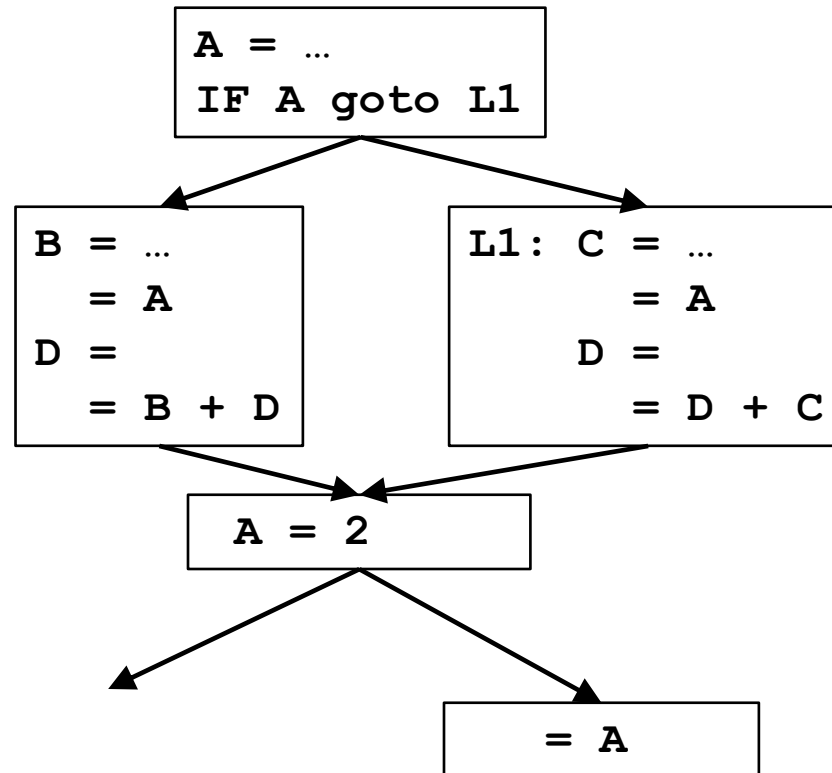 A = …
IF A goto L1
B = …
= A
D =
= B + D
L1: C = …
= A
D =
= D + C
A = 2
= A